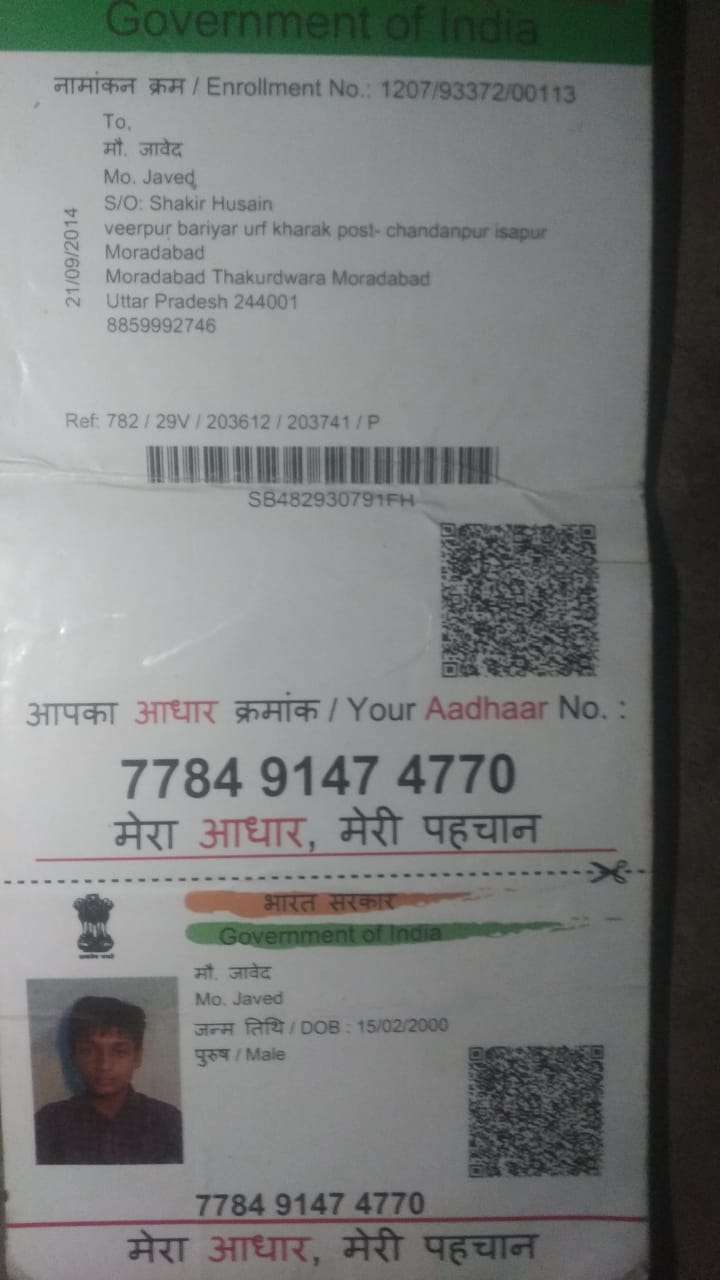 Government of India
नामांकन क्रम / Enrollment No.: 1207/93372/00113
To,
मौ. जावेद
Mo. Javed
S/O: Shakir Husain
veerpur bariyar urf kharak post- chandanpur isapur
Moradabad
Moradabad Thakurdwara Moradabad
Uttar Pradesh 244001
8859992746
21/09/2014
Ref: 782 / 29V / 203612 / 203741 / P
SB482930791FH
आपका आधार क्रमांक / Your Aadhaar No. :
7784 9147 4770
मेरा आधार, मेरी पहचान
भारत सरकार
Government of India
मौ. जावेद
Mo. Javed
जन्म तिथि / DOB : 15/02/2000
पुरुष / Male
7784 9147 4770
मेरा आधार, मेरी पहचान